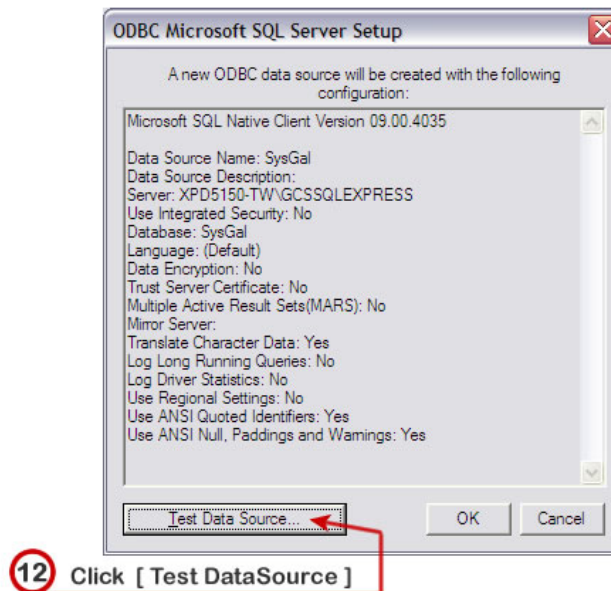 ODBC Microsoft SQL Server Setup
A new ODBC data source will be created with the following
configuration:
Microsoft SQL Native Client Version 09.00.4035
Data Source Name: SysGal
Data Source Description:
Server: XPD5150-TW\GCSSQLEXPRESS
Use Integrated Security: No
Database: SysGal
Language: (Default)
Data Encryption: No
Trust Server Certificate: No
Multiple Active Result Sets(MARS): No
Mirror Server:
Translate Character Data: Yes
Log Long Running Queries: No
Log Driver Statistics: No
Use Regional Settings: No
Use ANSI Quoted Identifiers: Yes
Use ANSI Null, Paddings and Warnings: Yes
Test Data Source... OK Cancel
12 Click [ Test DataSource ]